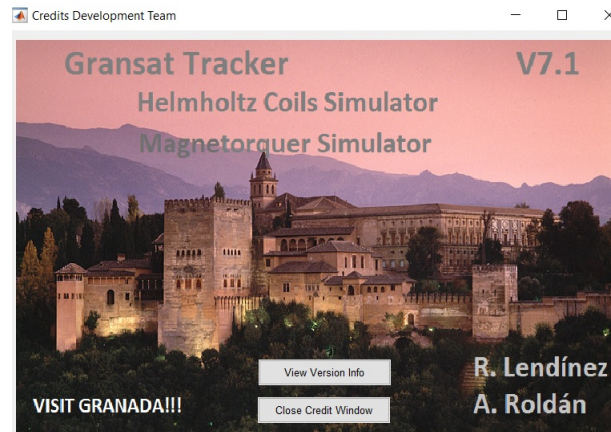 Credits Development Team
Gransat Tracker V7.1
Helmholtz Coils Simulator
Magnetorquer Simulator
View Version Info
R. Lendínez
VISIT GRANADA!!!
Close Credit Window
A. Roldán